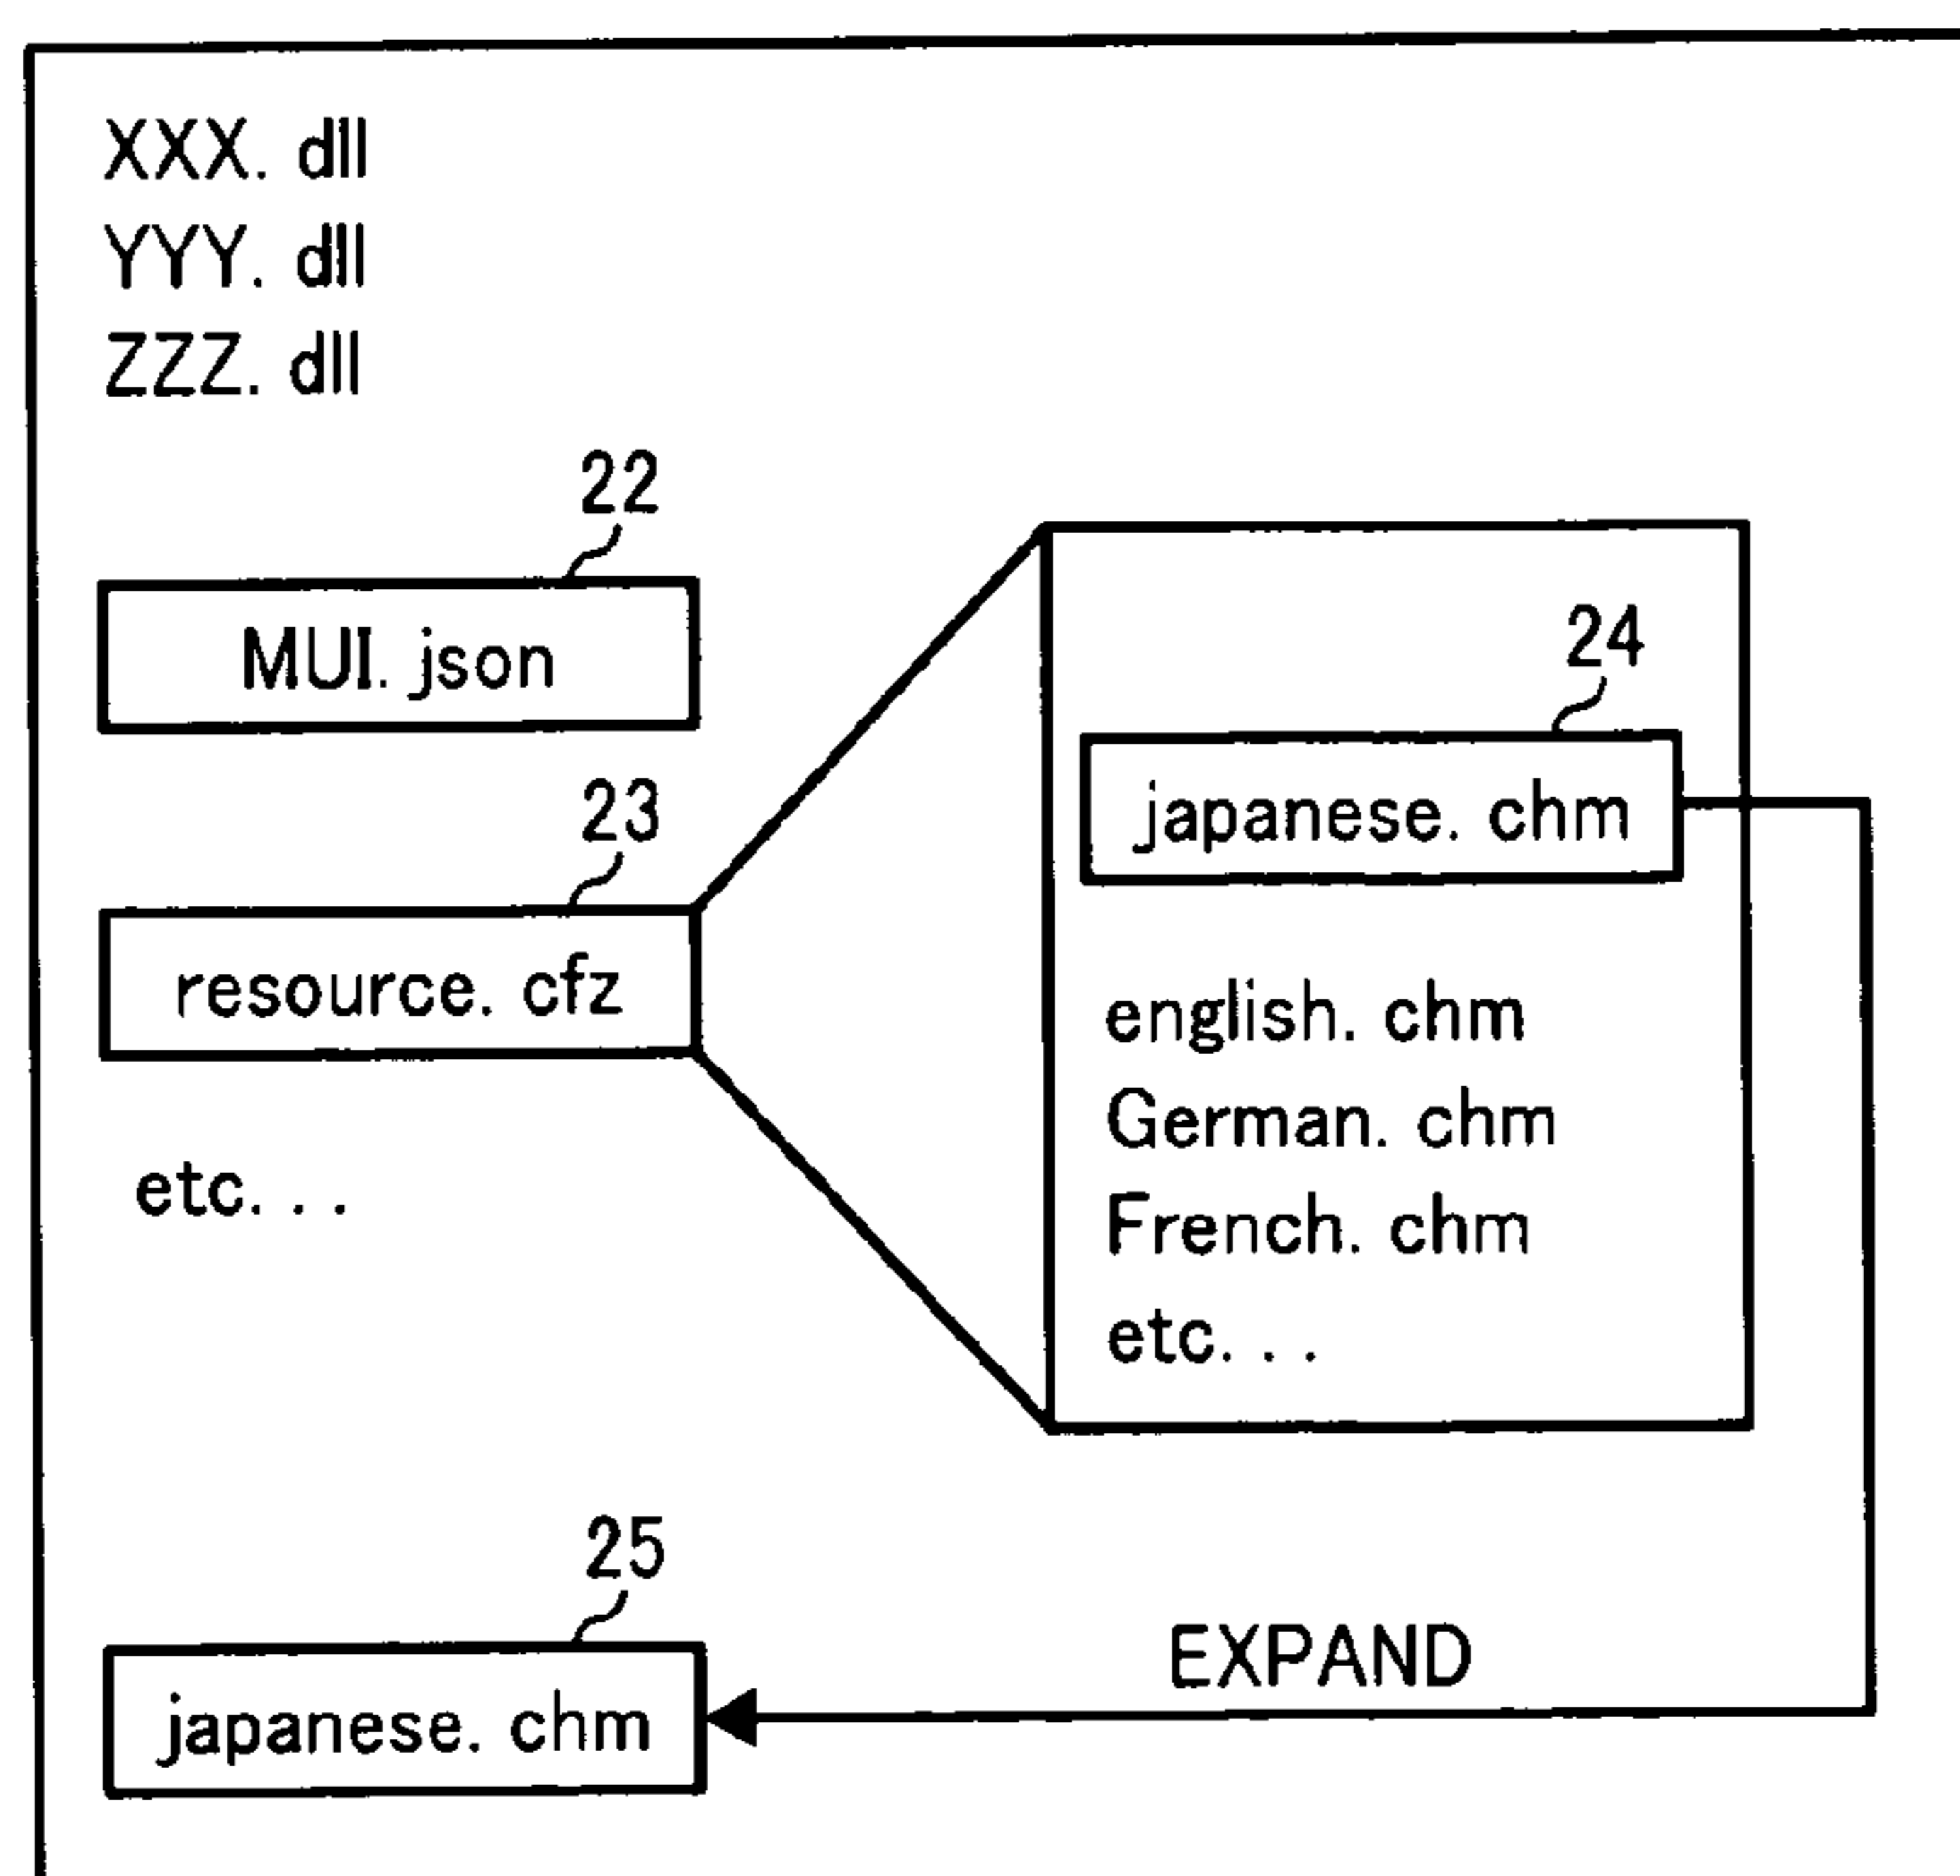 XXX. dll
YYY. dll
ZZZ. dll
22
MUI. json
23
resource. cfz
etc. . .
24
japanese. chm
english. chm
German. chm
French. chm
etc. . .
25
japanese. chm
EXPAND